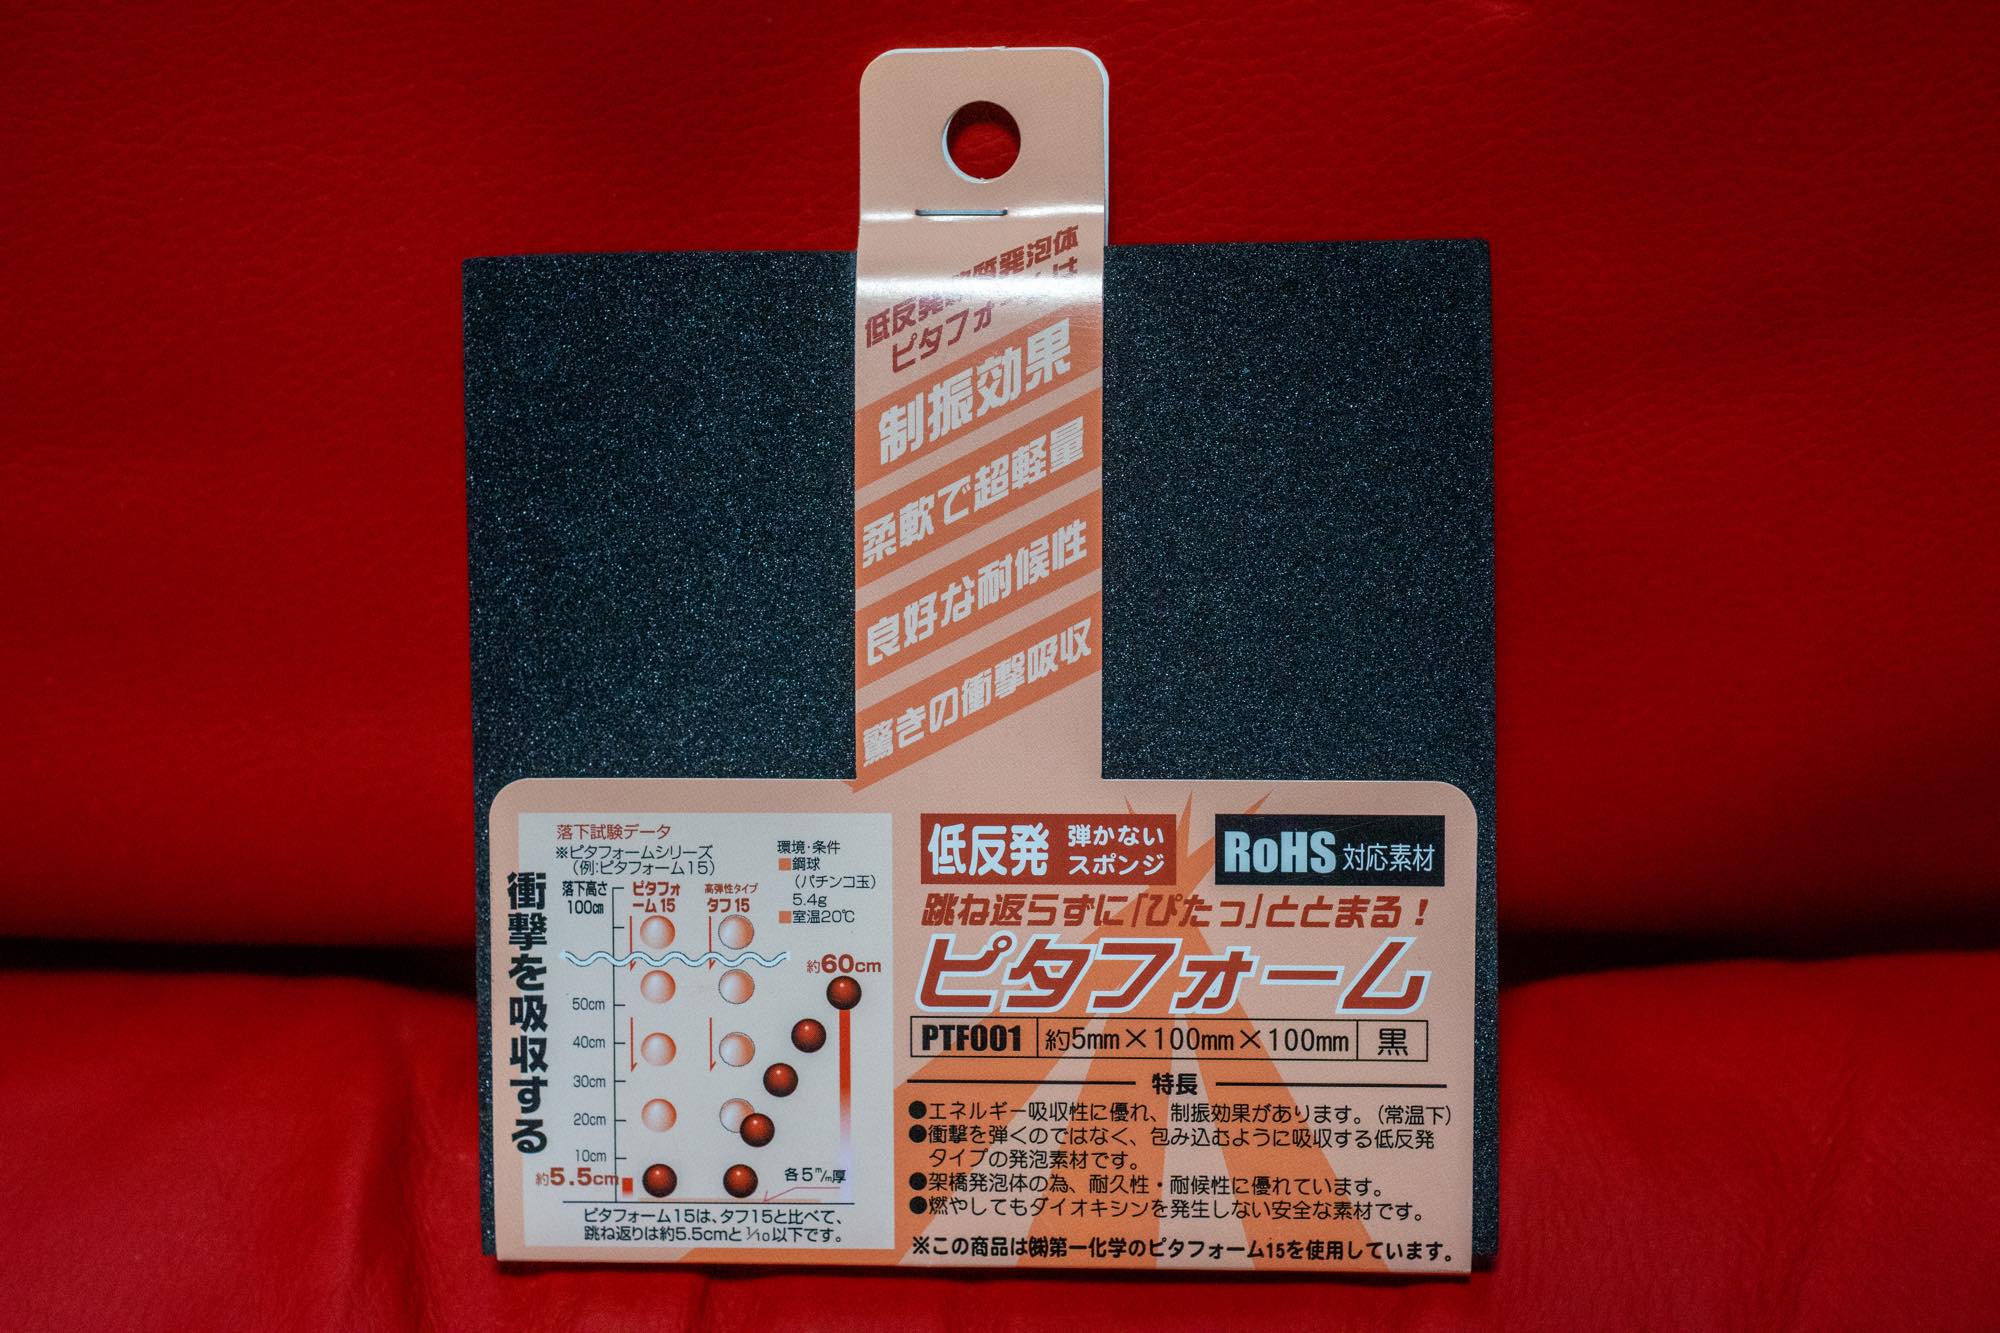 低反発軟質発泡体
ピタフォームは
制振効果
柔軟で超軽量
良好な耐候性
驚きの衝撃吸収
衝撃を吸収する
落下試験データ
※ピタフォームシリーズ
(例:ピタフォーム15)
環境・条件
鋼球
(パチンコ玉)
5.4g
室温20℃
落下高さ
100cm
ピタフォ
ーム15
高弾性タイプ
タフ15
約60cm
50cm
40cm
30cm
20cm
10cm
約5.5cm
各5㎜厚
ピタフォーム15は、タフ15と比べて、
跳ね返りは約5.5cmと1/10以下です。
低反発 弾かない
スポンジ
RoHS対応素材
跳ね返らずに「ぴたっ」ととまる!
ピタフォーム
PTF001 約5mm×100mm×100mm 黒
特長
●エネルギー吸収性に優れ、制振効果があります。(常温下)
●衝撃を弾くのではなく、包み込むように吸収する低反発
タイプの発泡素材です。
●架橋発泡体の為、耐久性・耐候性に優れています。
●燃やしてもダイオキシンを発生しない安全な素材です。
※この商品は㈱第一化学のピタフォーム15を使用しています。